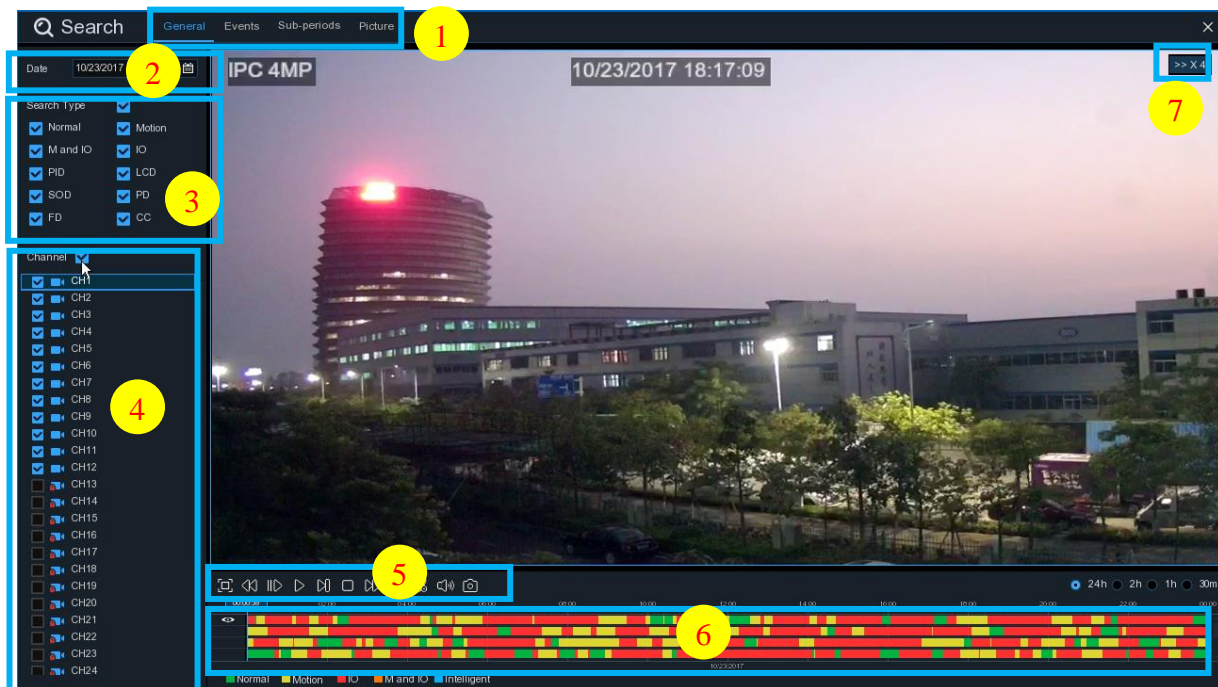 Search General Events Sub-periods Picture
1
Date 10/23/2017
2
IPC 4MP
10/23/2017 18:17:09
>> X 4
7
Search Type
Normal Motion
M and IO IO
PID LCD
SOD PD
FD CC
3
Channel
CH1
CH2
CH3
CH4
CH5
CH6
CH7
CH8
CH9
CH10
CH11
CH12
CH13
CH14
CH15
CH16
CH17
CH18
CH19
CH20
CH21
CH22
CH23
CH24
4
5
24h 2h 1h 30m
02:00 04:00 06:00 08:00 10:00 12:00 14:00 16:00 18:00 20:00 22:00 00:00
6
10/23/2017
Normal Motion IO M and IO Intelligent